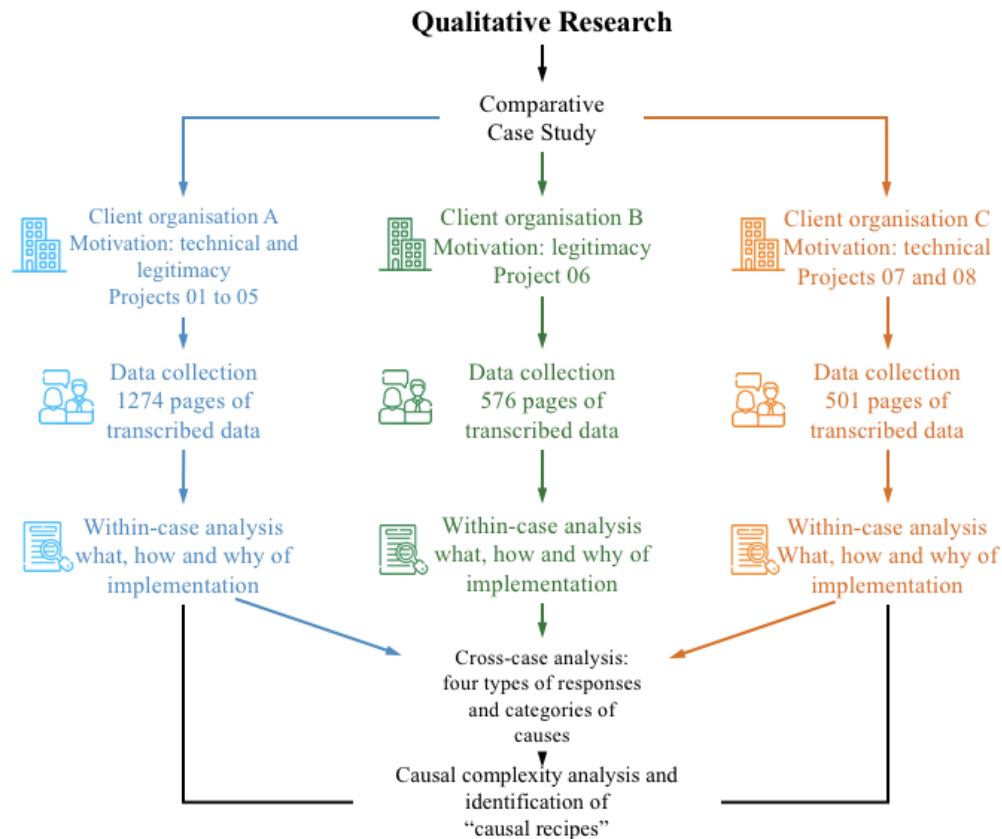 Qualitative Research
Comparative
Case Study
Client organisation A
Motivation: technical and
legitimacy
Projects 01 to 05
Client organisation B
Motivation: legitimacy
Project 06
Client organisation C
Motivation: technical
Projects 07 and 08
Data collection
1274 pages of
transcribed data
Data collection
576 pages of
transcribed data
Data collection
501 pages of
transcribed data
Within-case analysis
what, how and why of
implementation
Within-case analysis
what, how and why of
implementation
Within-case analysis
What, how and why of
implementation
Cross-case analysis:
four types of responses
and categories of
causes
Causal complexity analysis and
identification of
“causal recipes”